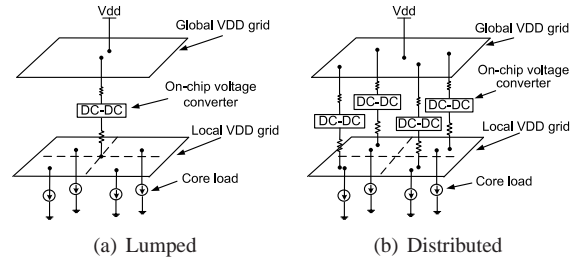 Vdd
Global VDD grid
On-chip voltage
converter
DC-DC
Local VDD grid
Core load
(a) Lumped
Vdd
Global VDD grid
On-chip voltage
converter
DC-DC
DC-DC
DC-DC
DC-DC
Local VDD grid
Core load
(b) Distributed